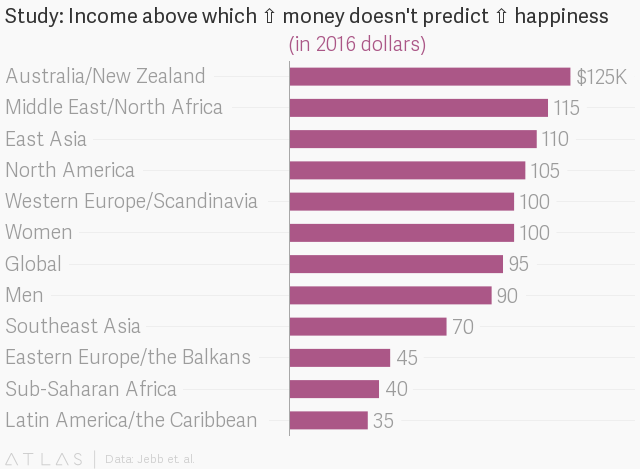 Study: Income above which ⇧ money doesn't predict ⇧ happiness
(in 2016 dollars)
Australia/New Zealand $125K
Middle East/North Africa 115
East Asia 110
North America 105
Western Europe/Scandinavia 100
Women 100
Global 95
Men 90
Southeast Asia 70
Eastern Europe/the Balkans 45
Sub-Saharan Africa 40
Latin America/the Caribbean 35
ATLAS | Data: Jebb et. al.